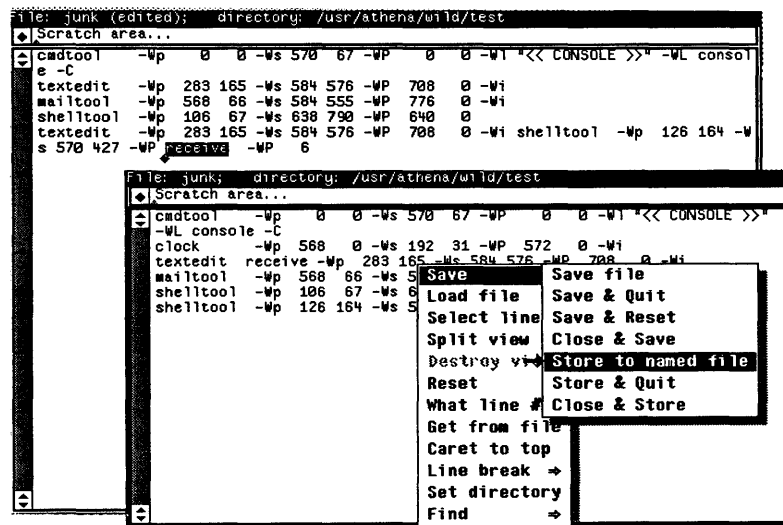 File: junk (edited);    directory: /usr/athena/wild/test
Scratch area...
cmdtool   -Wp    0   0 -Ws 570  67 -WP    0    0 -Wl "<< CONSOLE >>" -WL consol
e -C
textedit   -Wp  283 165 -Ws 584 576 -WP  708    0 -Wi
mailtool   -Wp  568  66 -Ws 584 555 -WP  776    0 -Wi
shelltool  -Wp  106  67 -Ws 638 790 -WP  640    0
textedit   -Wp  283 165 -Ws 584 576 -WP  708    0 -Wi shelltool  -Wp  126 164 -W
s 570 427 -WP receive  -WP   6
File: junk;    directory: /usr/athena/wild/test
Scratch area...
cmdtool   -Wp    0   0 -Ws 570  67 -WP    0    0 -Wl "<< CONSOLE >>"
-WL console -C
clock     -Wp  568   0 -Ws 192  31 -WP  572    0 -Wi
textedit  receive -Wp  283 165 -Ws 584 576 -WP  708    0 -Wi
mailtool  -Wp  568  66 -Ws 5
shelltool -Wp  106  67 -Ws 6
shelltool -Wp  126 164 -Ws 5
Save
Load file
Select line
Split view
Destroy vi
Reset
What line #
Get from file
Caret to top
Line break ⇒
Set directory
Find ⇒
Save file
Save & Quit
Save & Reset
Close & Save
Store to named file
Store & Quit
Close & Store